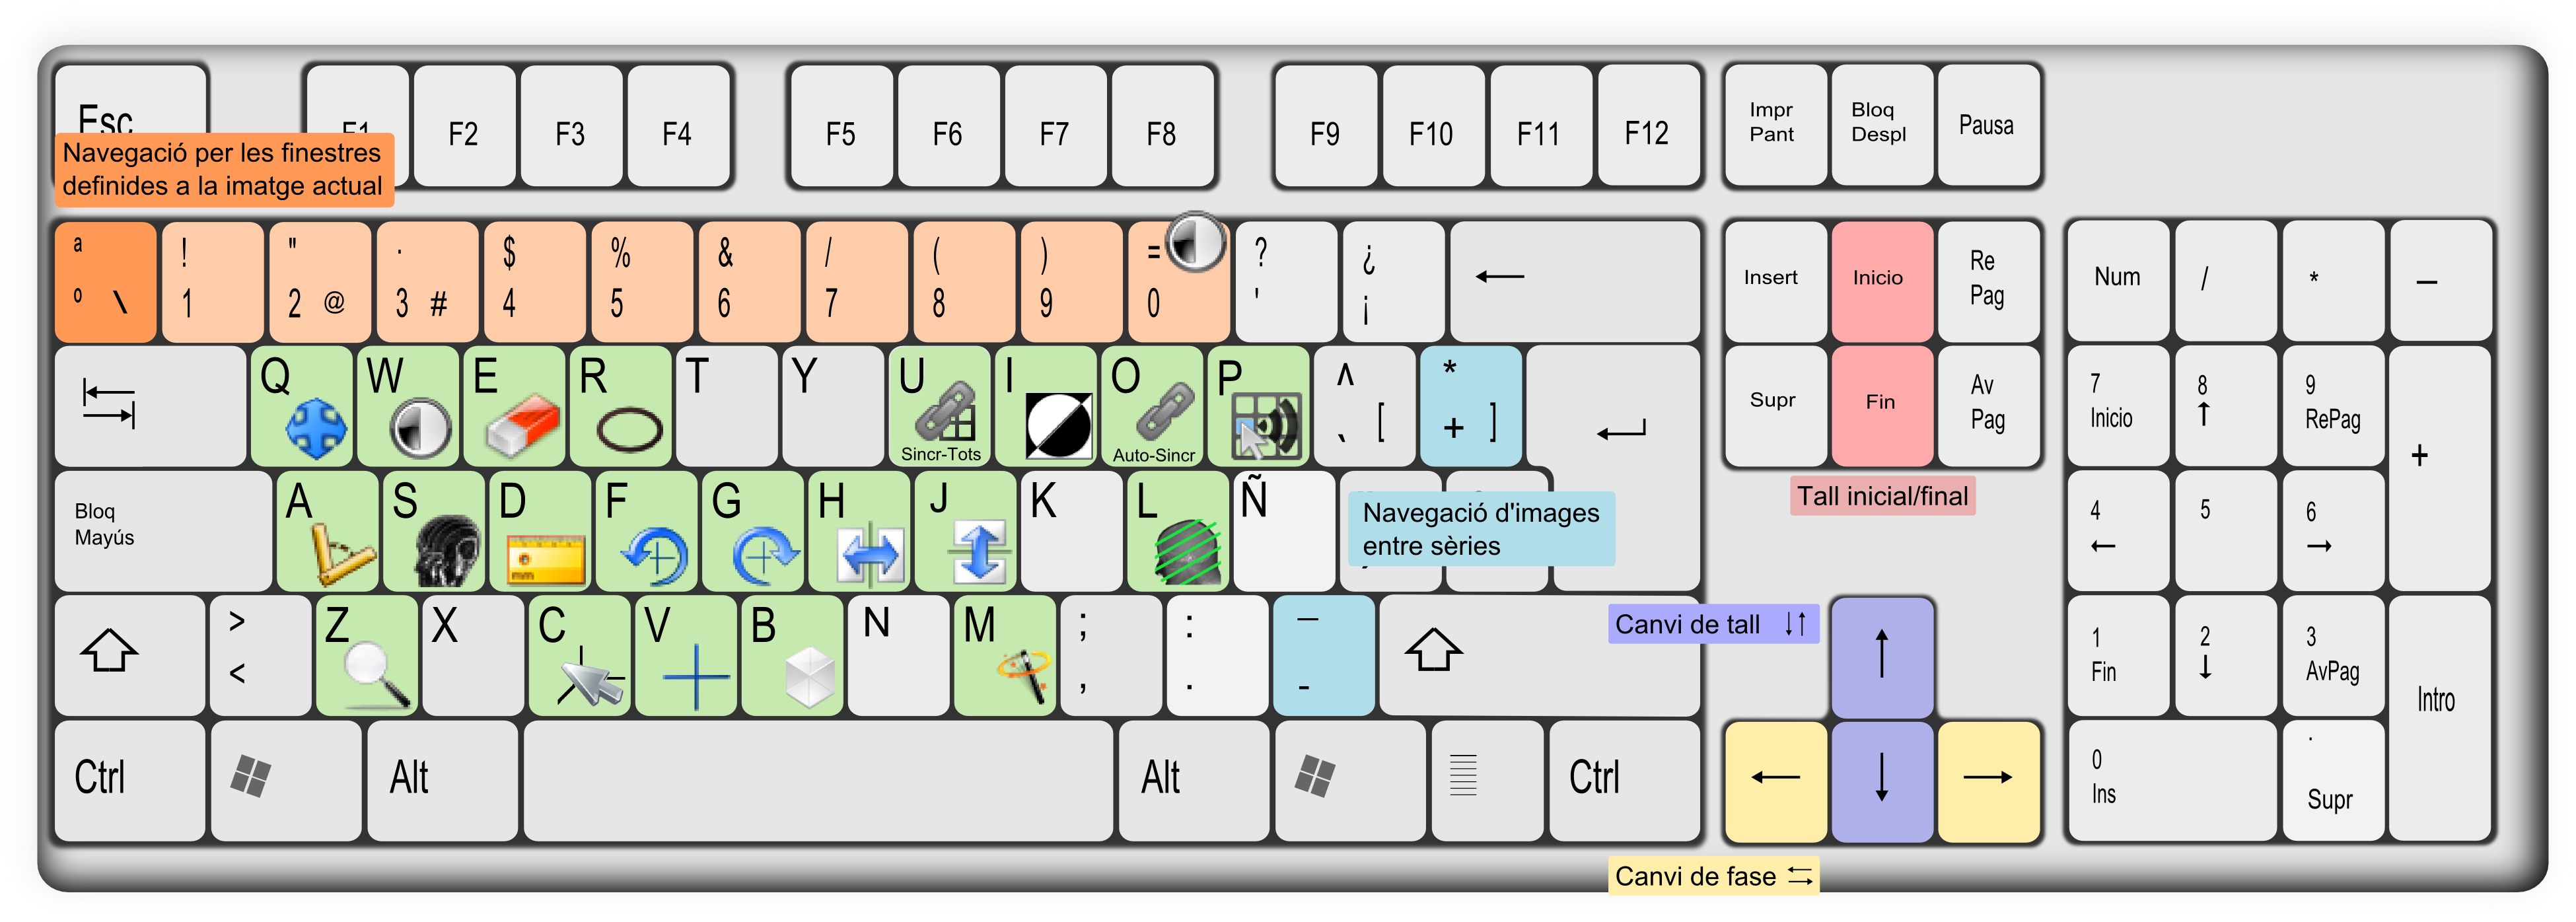 Esc
F1 F2 F3 F4 F5 F6 F7 F8 F9 F10 F11 F12
Impr
Pant
Bloq
Despl
Pausa
Navegació per les finestres
definides a la imatge actual
ª
º \
!
1
"
2 @
·
3 #
$
4
%
5
&
6
/
7
(
8
)
9
=
0
?
'
¿
¡
←
Insert
Inicio
Re
Pag
Num
/
*
–
Q W E R T Y U I O P
Sincr-Tots
Auto-Sincr
^
` [
*
+ ]
Supr
Fin
Av
Pag
7
Inicio
8
↑
9
RePag
+
Bloq
Mayús
A S D F G H J K L Ñ
Navegació d'images
entre sèries
Tall inicial/final
4
←
5
6
→
>
<
Z X C V B N M
;
,
:
.
_
-
Canvi de tall ↓↑
↑
1
Fin
2
↓
3
AvPag
Intro
Ctrl
Alt
Alt
Ctrl
← ↓ →
0
Ins
.
Supr
Canvi de fase ⇆